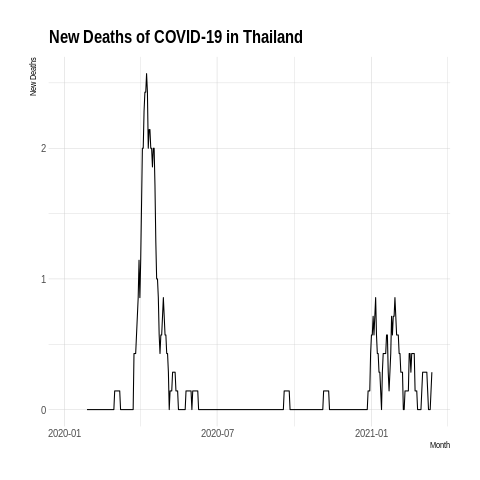 New Deaths of COVID-19 in Thailand
New Deaths
2
1
0
2020-01
2020-07
2021-01
Month